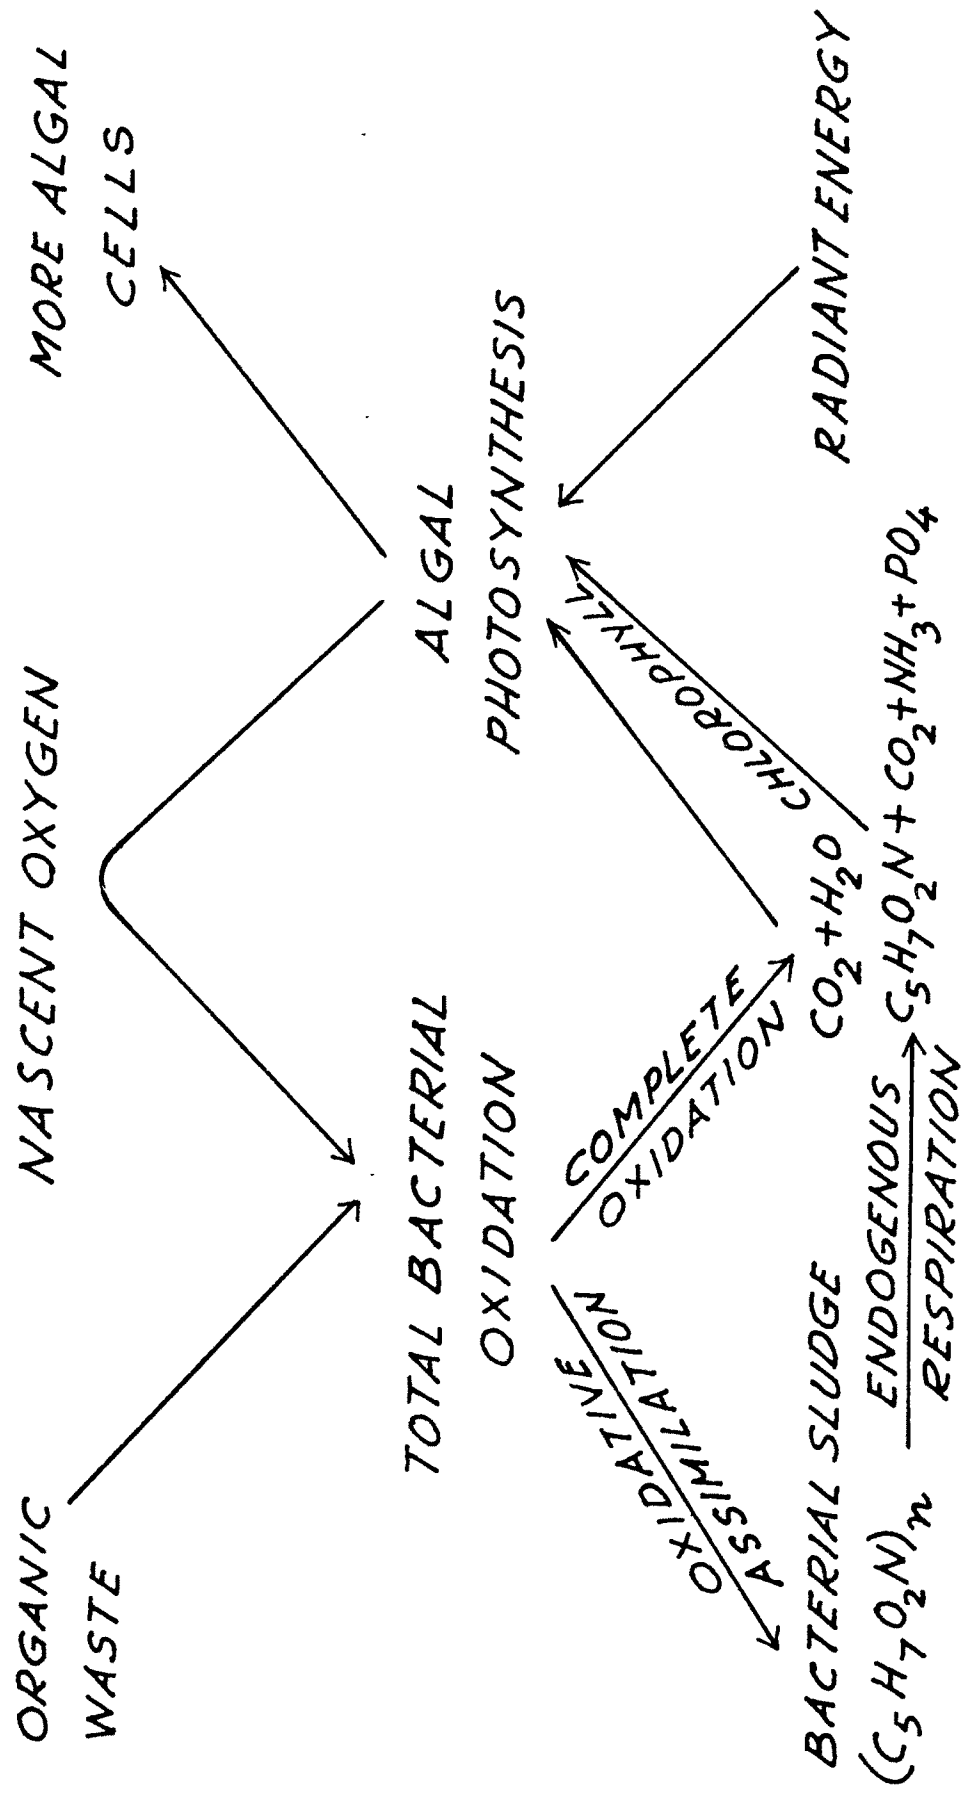 ORGANIC
WASTE
NASCENT OXYGEN
MORE ALGAL
CELLS
TOTAL BACTERIAL
OXIDATION
ALGAL
PHOTOSYNTHESIS
OXIDATIVE
ASSIMILATION
COMPLETE
OXIDATION
CHLOROPHYLL
BACTERIAL SLUDGE
(C5H7O2N)n
ENDOGENOUS
RESPIRATION
CO2+H2O
C5H7O2N+CO2+NH3+PO4
RADIANT ENERGY